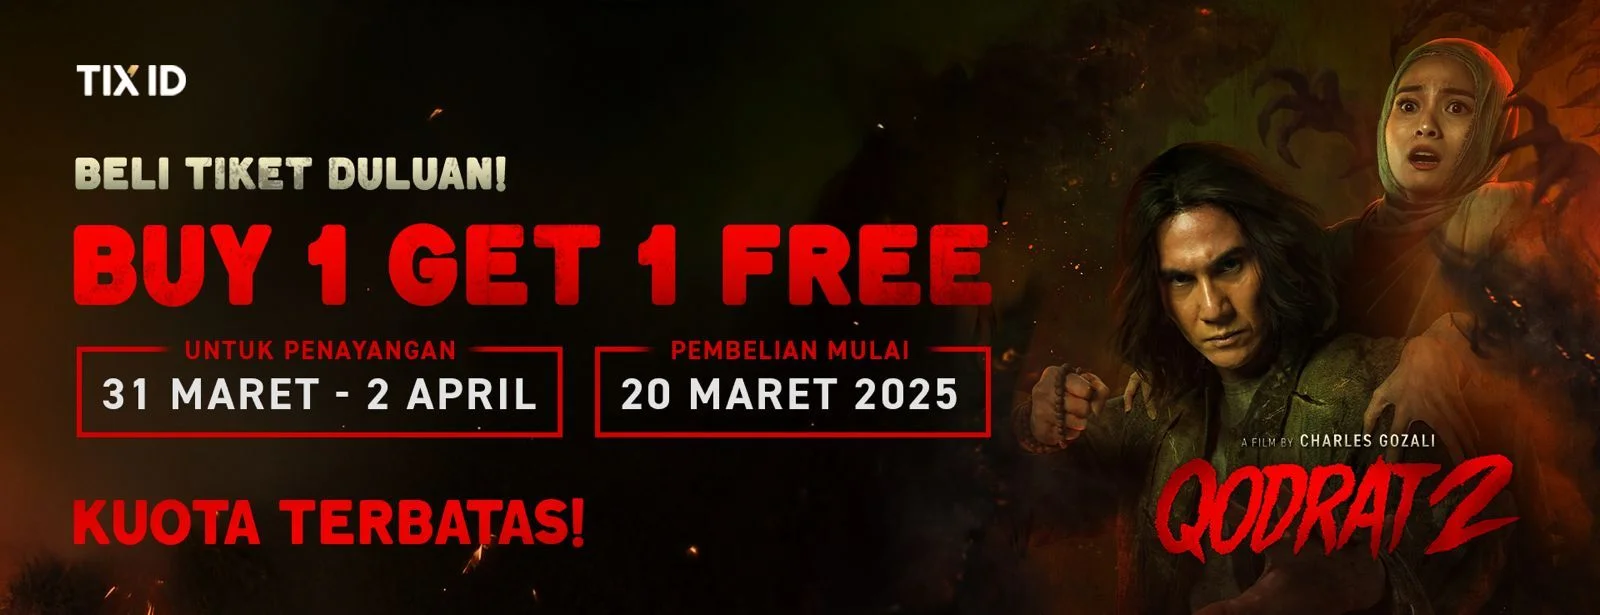 TIX ID
BELI TIKET DULUAN!
BUY 1 GET 1 FREE
UNTUK PENAYANGAN
31 MARET - 2 APRIL
PEMBELIAN MULAI
20 MARET 2025
KUOTA TERBATAS!
A FILM BY CHARLES GOZALI
QODRAT 2